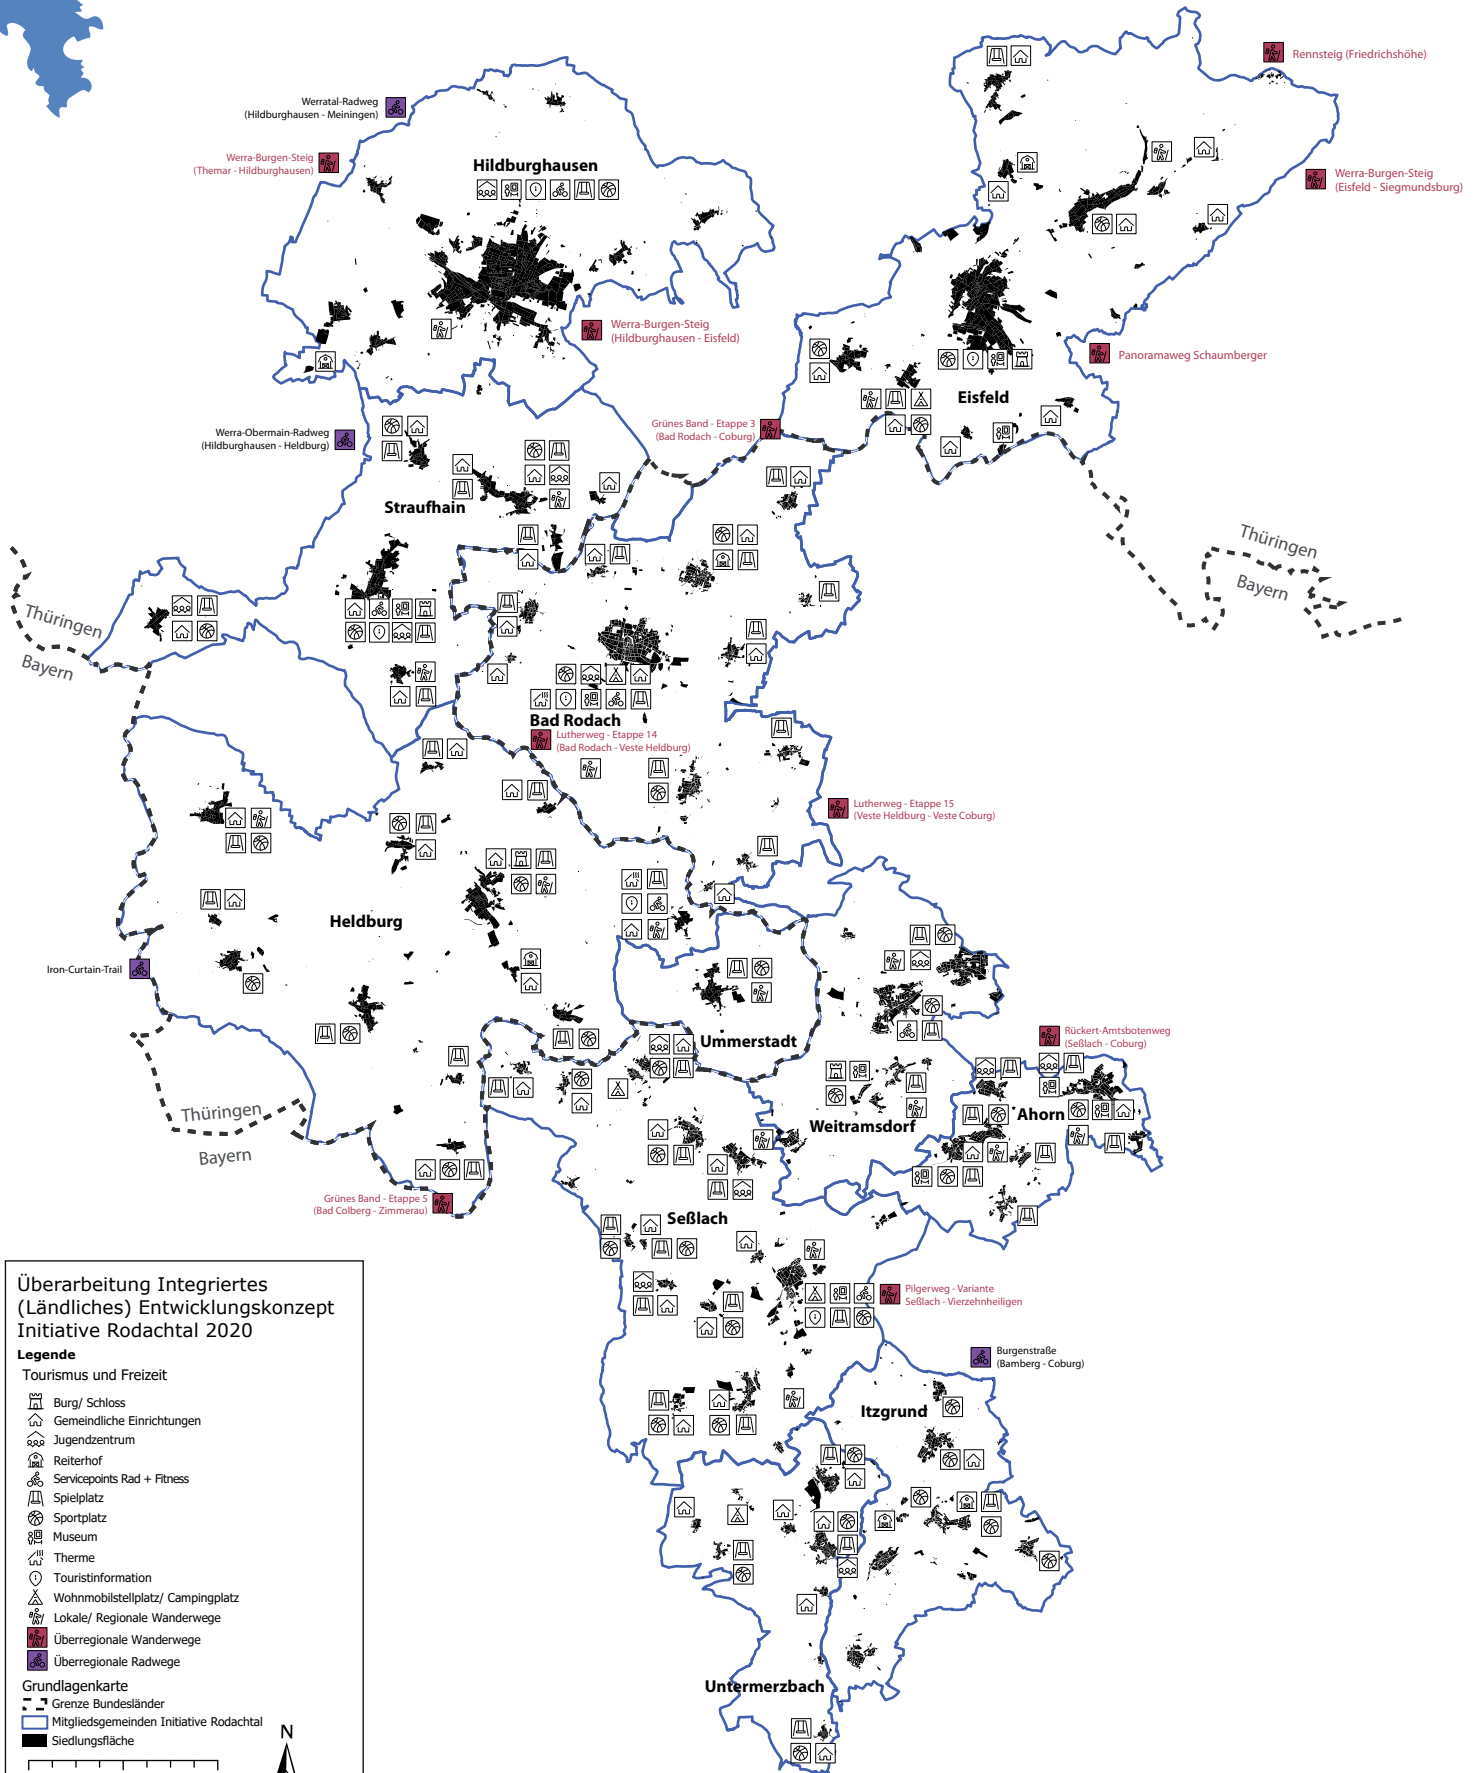 Rennsteig (Friedrichshöhe)
Werratal-Radweg
(Hildburghausen - Meiningen)
Werra-Burgen-Steig
(Themar - Hildburghausen)
Hildburghausen
Werra-Burgen-Steig
(Eisfeld - Siegmundsburg)
Werra-Burgen-Steig
(Hildburghausen - Eisfeld)
Panoramaweg Schaumberger
Eisfeld
Grünes Band - Etappe 3
(Bad Rodach - Coburg)
Werra-Obermain-Radweg
(Hildburghausen - Heldburg)
Straufhain
Thüringen
Bayern
Thüringen
Bayern
Bad Rodach
Lutherweg - Etappe 14
(Bad Rodach - Veste Heldburg)
Lutherweg - Etappe 15
(Veste Heldburg - Veste Coburg)
Heldburg
Iron-Curtain-Trail
Ummerstadt
Rückert-Amtsbotenweg
(Seßlach - Coburg)
Thüringen
Bayern
Weitramsdorf
Ahorn
Grünes Band - Etappe 5
(Bad Colberg - Zimmerau)
Seßlach
Pilgerweg - Variante
Seßlach - Vierzehnheiligen
Burgenstraße
(Bamberg - Coburg)
Itzgrund
Untermerzbach
Überarbeitung Integriertes
(Ländliches) Entwicklungskonzept
Initiative Rodachtal 2020
Legende
Tourismus und Freizeit
Burg/ Schloss
Gemeindliche Einrichtungen
Jugendzentrum
Reiterhof
Servicepoints Rad + Fitness
Spielplatz
Sportplatz
Museum
Therme
Touristinformation
Wohnmobilstellplatz/ Campingplatz
Lokale/ Regionale Wanderwege
Überregionale Wanderwege
Überregionale Radwege
Grundlagenkarte
Grenze Bundesländer
Mitgliedsgemeinden Initiative Rodachtal
Siedlungsfläche
N